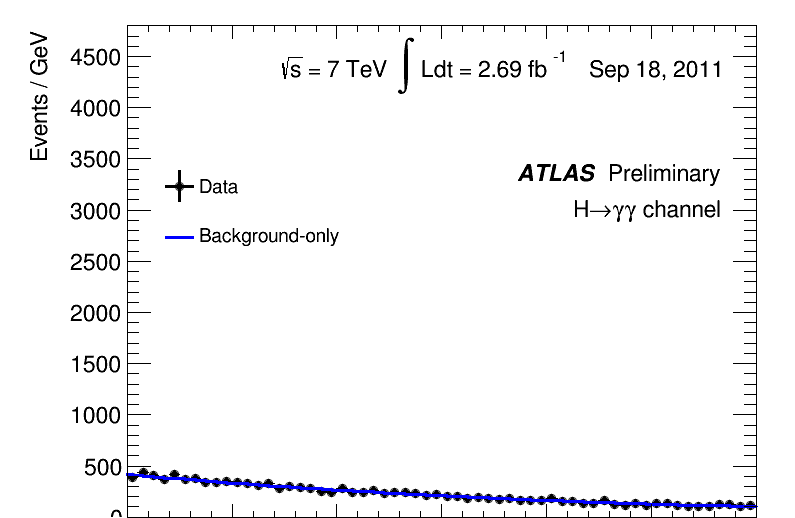 Events / GeV
√s = 7 TeV ∫ Ldt = 2.69 fb⁻¹ Sep 18, 2011
ATLAS Preliminary
H→γγ channel
Data
Background-only
4500
4000
3500
3000
2500
2000
1500
1000
500
0